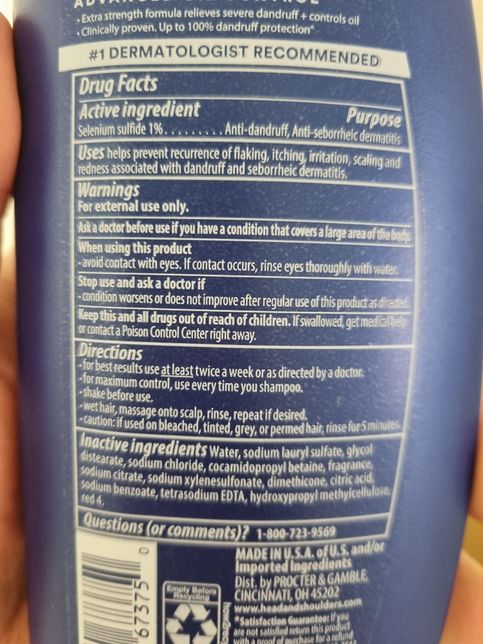 • Extra strength formula relieves severe dandruff + controls oil
• Clinically proven. Up to 100% dandruff protection^
#1 DERMATOLOGIST RECOMMENDED
Drug Facts
Active ingredient Purpose
Selenium sulfide 1% . . . . . . . . . Anti-dandruff, Anti-seborrheic dermatitis
Uses helps prevent recurrence of flaking, itching, irritation, scaling and
redness associated with dandruff and seborrheic dermatitis.
Warnings
For external use only.
Ask a doctor before use if you have a condition that covers a large area of the body.
When using this product
• avoid contact with eyes. If contact occurs, rinse eyes thoroughly with water.
Stop use and ask a doctor if
• condition worsens or does not improve after regular use of this product as directed.
Keep this and all drugs out of reach of children. If swallowed, get medical help
or contact a Poison Control Center right away.
Directions
• for best results use at least twice a week or as directed by a doctor.
• for maximum control, use every time you shampoo.
• shake before use.
• wet hair, massage onto scalp, rinse, repeat if desired.
• caution: if used on bleached, tinted, grey, or permed hair, rinse for 5 minutes.
Inactive ingredients Water, sodium lauryl sulfate, glycol
distearate, sodium chloride, cocamidopropyl betaine, fragrance,
sodium citrate, sodium xylenesulfonate, dimethicone, citric acid,
sodium benzoate, tetrasodium EDTA, hydroxypropyl methylcellulose,
red 4.
Questions (or comments)? 1-800-723-9569
MADE IN U.S.A. of U.S. and/or
Imported Ingredients
Dist. by PROCTER & GAMBLE,
CINCINNATI, OH 45202
www.headandshoulders.com
*Satisfaction Guarantee: If you
are not satisfied return this product
with a proof of purchase for a refund
Empty Before
Recycling
67375 0